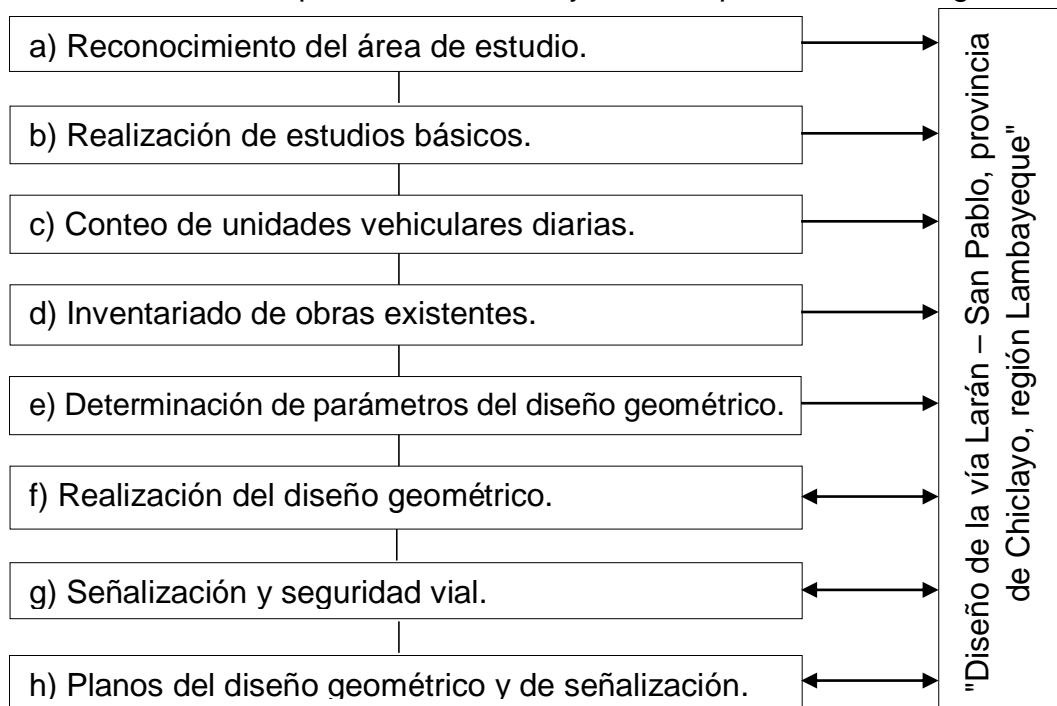 a) Reconocimiento del área de estudio.
b) Realización de estudios básicos.
c) Conteo de unidades vehiculares diarias.
d) Inventariado de obras existentes.
e) Determinación de parámetros del diseño geométrico.
f) Realización del diseño geométrico.
g) Señalización y seguridad vial.
h) Planos del diseño geométrico y de señalización.
"Diseño de la vía Larán – San Pablo, provincia
de Chiclayo, región Lambayeque"